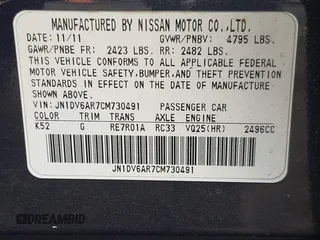 MANUFACTURED BY NISSAN MOTOR CO.,LTD.
DATE: 11/11 GVWR/PNBV: 4795 LBS.
GAWR/PNBE FR: 2423 LBS. RR: 2482 LBS.
THIS VEHICLE CONFORMS TO ALL APPLICABLE FEDERAL
MOTOR VEHICLE SAFETY,BUMPER,AND THEFT PREVENTION
STANDARDS IN EFFECT ON THE DATE OF MANUFACTURE
SHOWN ABOVE.
VIN: JN1DV6AR7CM730491 PASSENGER CAR
COLOR TRIM TRANS AXLE ENGINE
K52 G RE7R01A RC33 VQ25(HR) 2496CC
JN1DV6AR7CM730491
DREAMBID